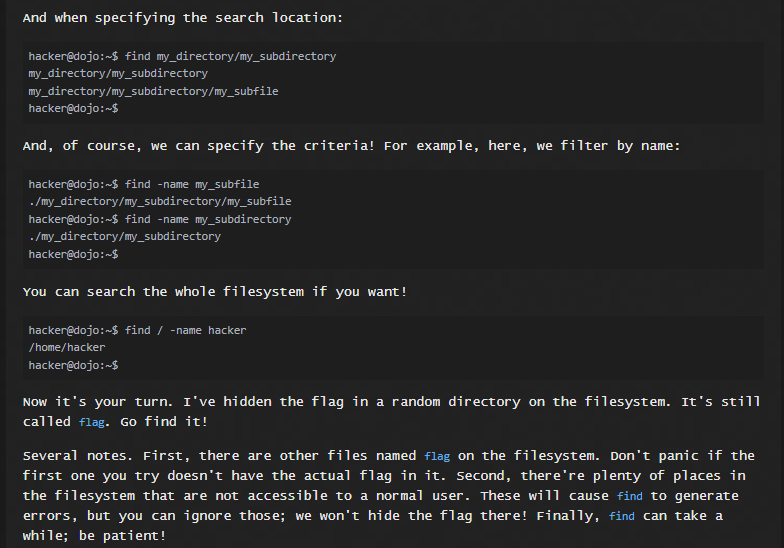 And when specifying the search location:
hacker@dojo:~$ find my_directory/my_subdirectory
my_directory/my_subdirectory
my_directory/my_subdirectory/my_subfile
hacker@dojo:~$
And, of course, we can specify the criteria! For example, here, we filter by name:
hacker@dojo:~$ find -name my_subfile
./my_directory/my_subdirectory/my_subfile
hacker@dojo:~$ find -name my_subdirectory
./my_directory/my_subdirectory
hacker@dojo:~$
You can search the whole filesystem if you want!
hacker@dojo:~$ find / -name hacker
/home/hacker
hacker@dojo:~$
Now it's your turn. I've hidden the flag in a random directory on the filesystem. It's still
called flag. Go find it!
Several notes. First, there are other files named flag on the filesystem. Don't panic if the
first one you try doesn't have the actual flag in it. Second, there're plenty of places in
the filesystem that are not accessible to a normal user. These will cause find to generate
errors, but you can ignore those; we won't hide the flag there! Finally, find can take a
while; be patient!